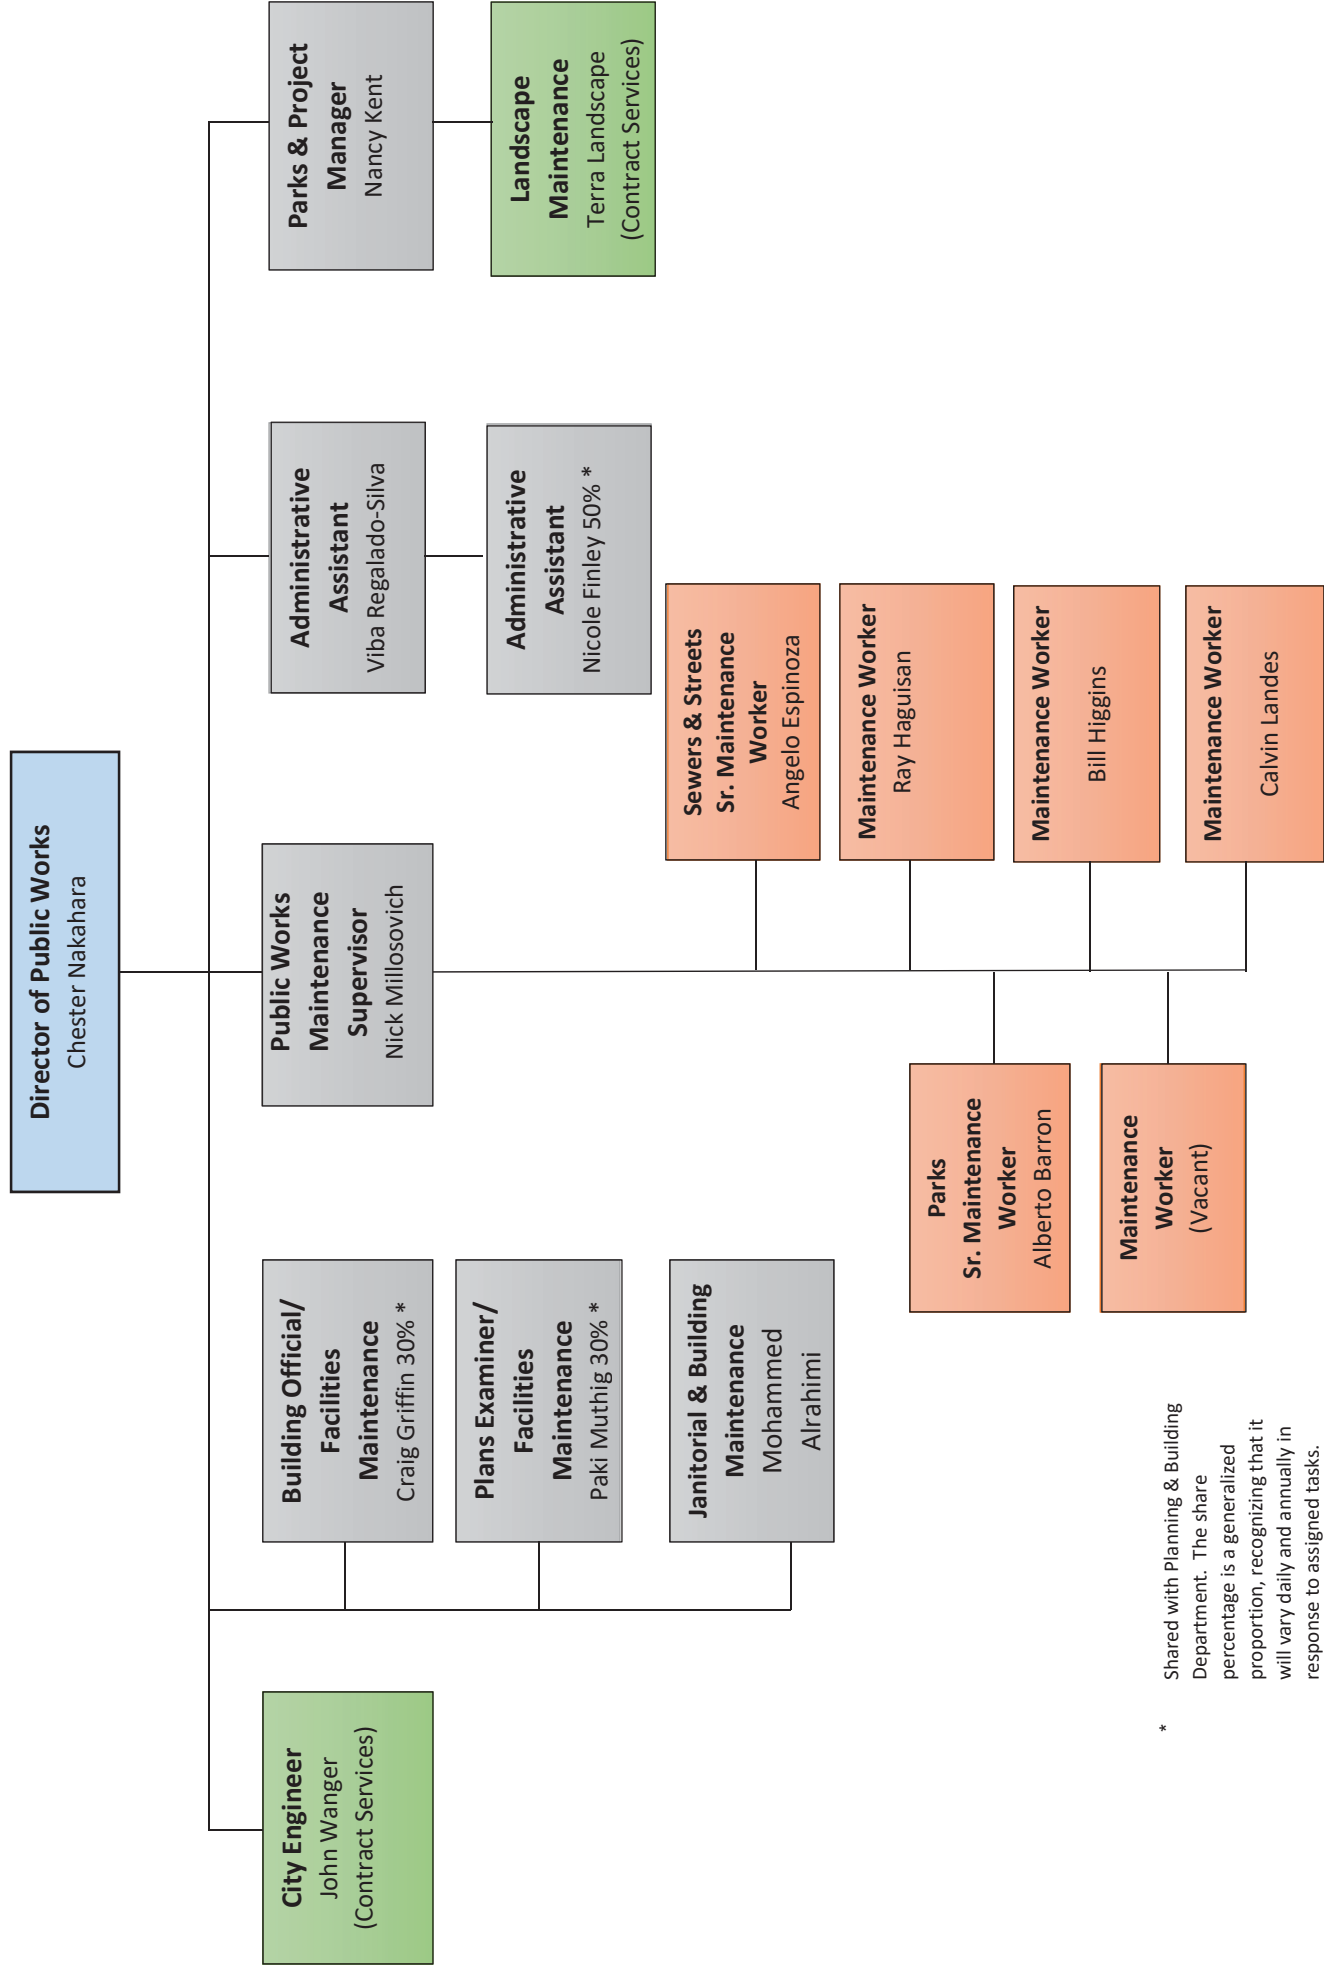 Director of Public Works
Chester Nakahara
City Engineer
John Wanger
(Contract Services)
Building Official/
Facilities
Maintenance
Craig Griffin 30% *
Plans Examiner/
Facilities
Maintenance
Paki Muthig 30% *
Janitorial & Building
Maintenance
Mohammed
Alrahimi
Public Works
Maintenance
Supervisor
Nick Millosovich
Parks
Sr. Maintenance
Worker
Alberto Barron
Maintenance
Worker
(Vacant)
Sewers & Streets
Sr. Maintenance
Worker
Angelo Espinoza
Maintenance Worker
Ray Haguisan
Maintenance Worker
Bill Higgins
Maintenance Worker
Calvin Landes
Administrative
Assistant
Viba Regalado-Silva
Administrative
Assistant
Nicole Finley 50% *
Parks & Project
Manager
Nancy Kent
Landscape
Maintenance
Terra Landscape
(Contract Services)
* Shared with Planning & Building
Department. The share
percentage is a generalized
proportion, recognizing that it
will vary daily and annually in
response to assigned tasks.